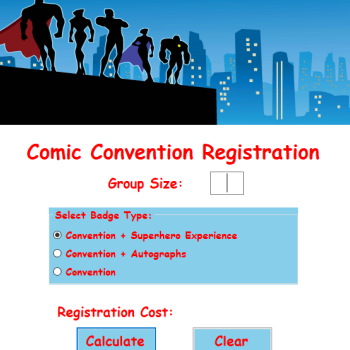 Comic Convention Registration
Group Size:
Select Badge Type:
Convention + Superhero Experience
Convention + Autographs
Convention
Registration Cost:
Calculate Clear